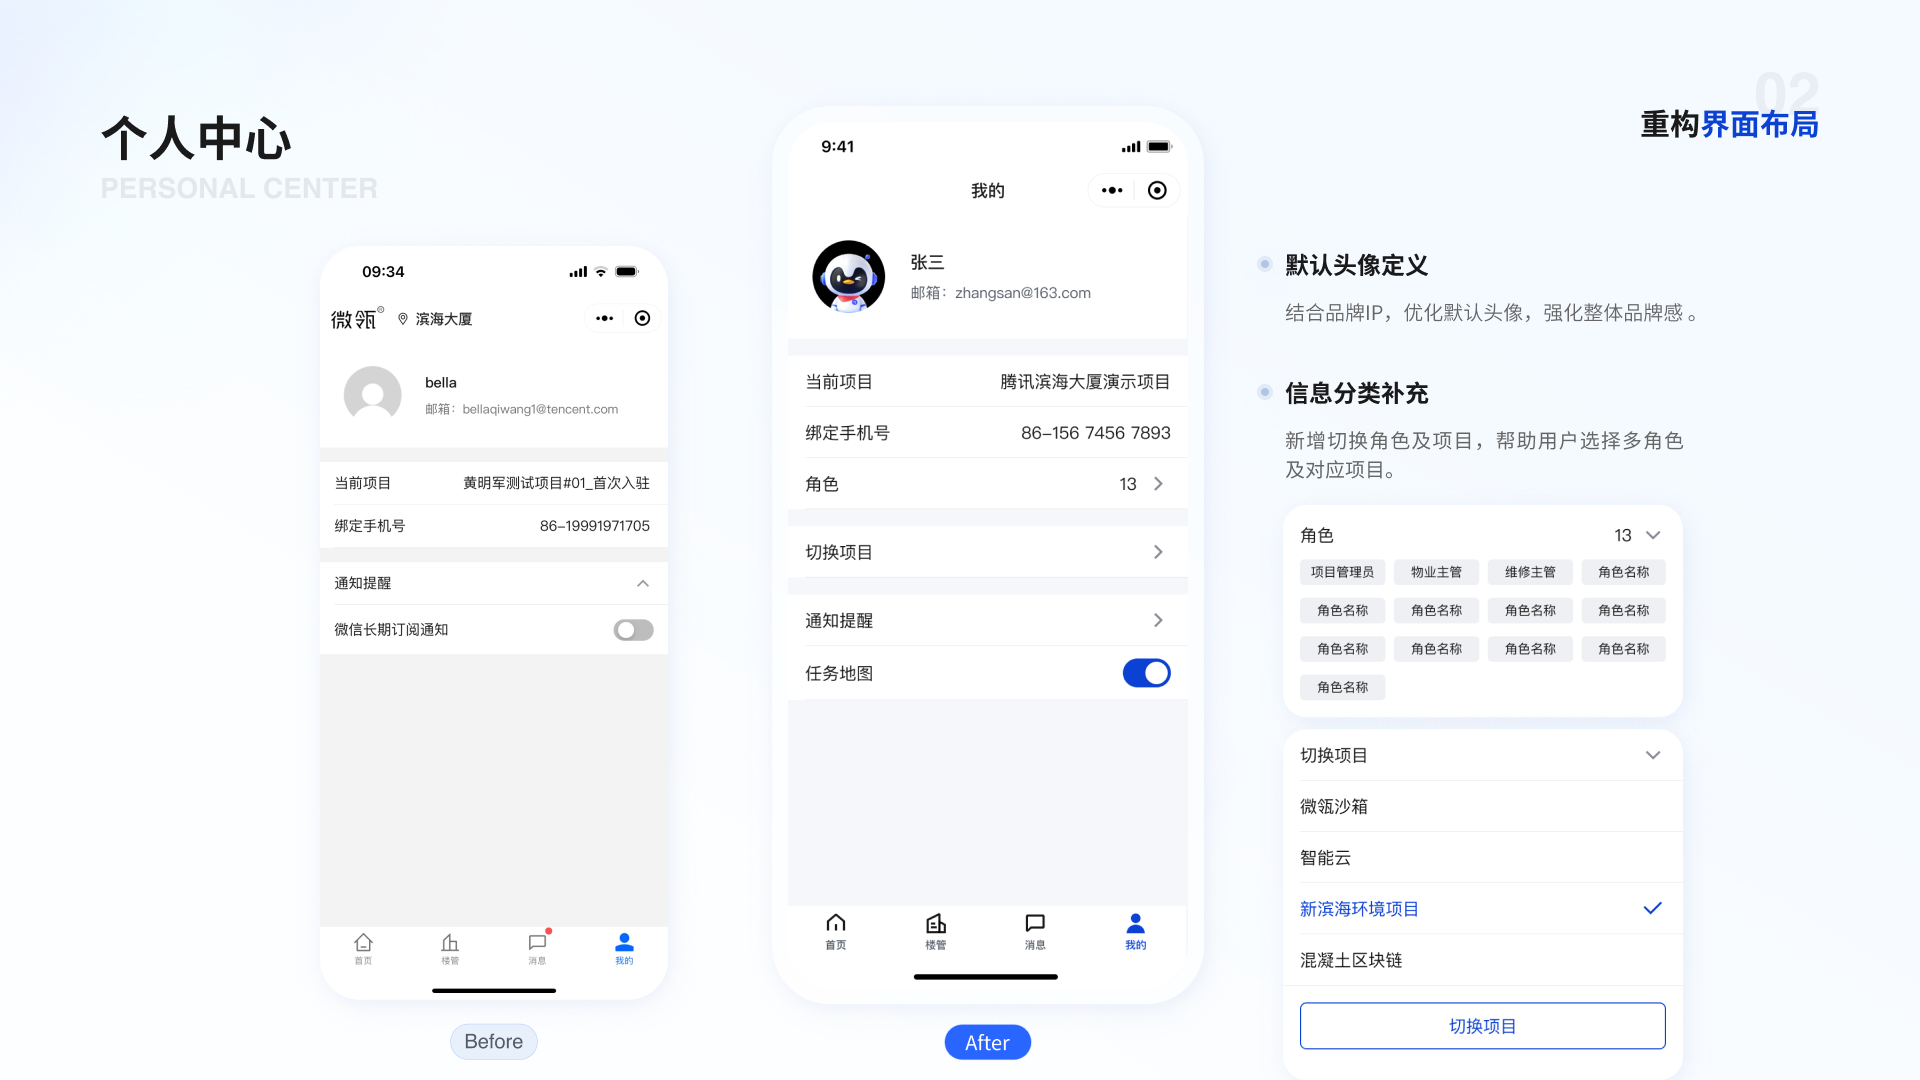 个人中心
PERSONAL CENTER
02
重构界面布局
09:34
微瓴®
滨海大厦
bella
邮箱：bellaqiwang1@tencent.com
当前项目 黄明军测试项目#01_首次入驻
绑定手机号 86-19991971705
通知提醒
微信长期订阅通知
首页 楼管 消息 我的
Before
9:41
我的
张三
邮箱：zhangsan@163.com
当前项目 腾讯滨海大厦演示项目
绑定手机号 86-156 7456 7893
角色 13
切换项目
通知提醒
任务地图
首页 楼管 消息 我的
After
默认头像定义
结合品牌IP，优化默认头像，强化整体品牌感 。
信息分类补充
新增切换角色及项目，帮助用户选择多角色
及对应项目。
角色 13
项目管理员 物业主管 维修主管 角色名称
角色名称 角色名称 角色名称 角色名称
角色名称 角色名称 角色名称 角色名称
角色名称
切换项目
微瓴沙箱
智能云
新滨海环境项目
混凝土区块链
切换项目